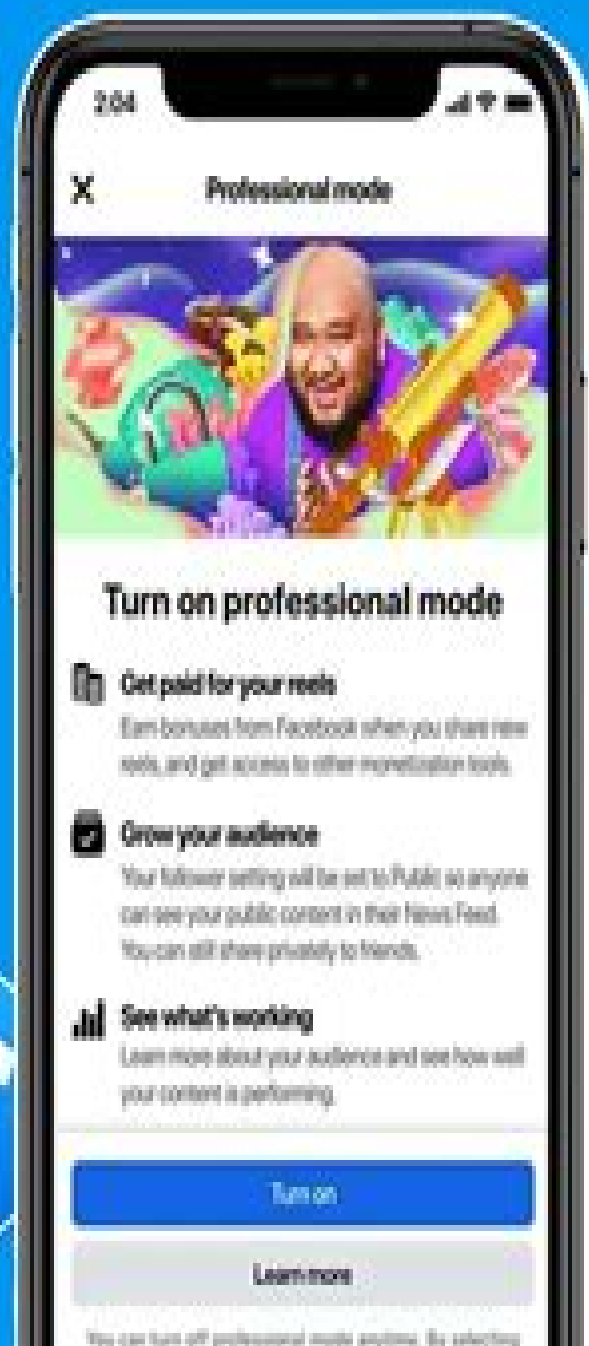 2:04
X Professional mode
Turn on professional mode
Get paid for your reels
Earn bonuses from Facebook when you share new
reels, and get access to other monetization tools.
Grow your audience
Your follower setting will be set to Public so anyone
can see your public content in their News Feed.
You can still share privately to friends.
See what's working
Learn more about your audience and see how well
your content is performing.
Turn on
Learn more
You can turn off professional mode anytime. By selecting